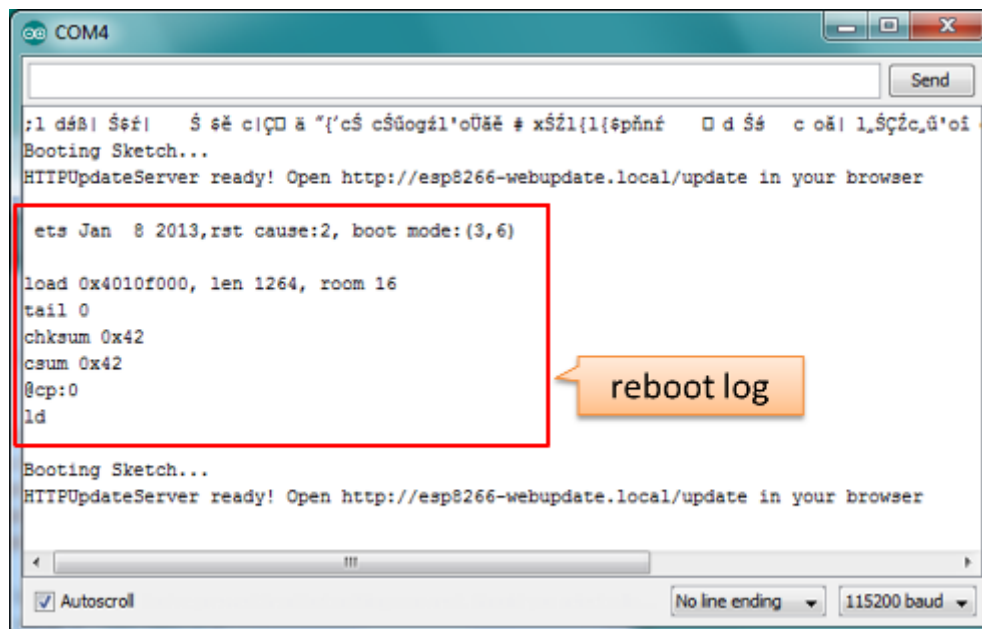 COM4
Send
Booting Sketch...
HTTPUpdateServer ready! Open http://esp8266-webupdate.local/update in your browser
ets Jan  8 2013,rst cause:2, boot mode:(3,6)
load 0x4010f000, len 1264, room 16
tail 0
chksum 0x42
csum 0x42
@cp:0
ld
reboot log
Booting Sketch...
HTTPUpdateServer ready! Open http://esp8266-webupdate.local/update in your browser
Autoscroll
No line ending
115200 baud